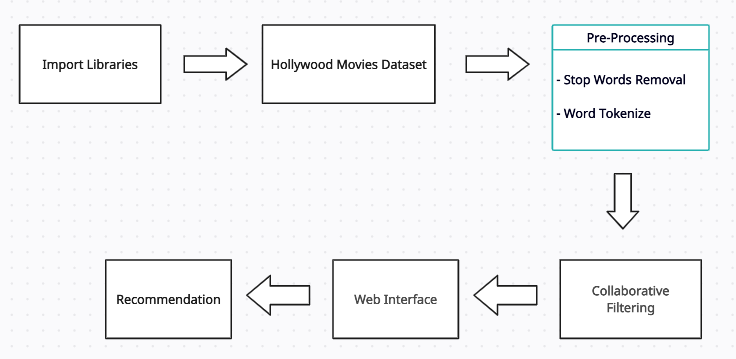 Import Libraries
Hollywood Movies Dataset
Pre-Processing
- Stop Words Removal
- Word Tokenize
Collaborative
Filtering
Web Interface
Recommendation